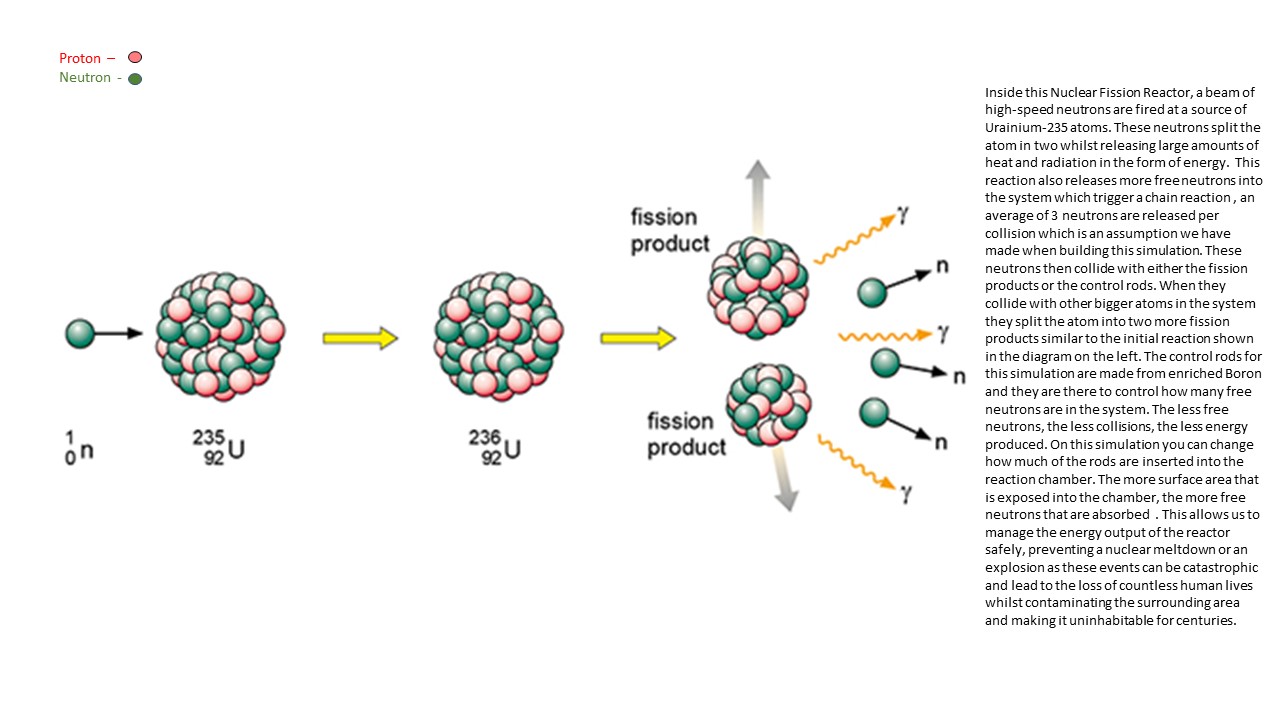 Proton –
Neutron -
Inside this Nuclear Fission Reactor, a beam of
high-speed neutrons are fired at a source of
Urainium-235 atoms. These neutrons split the
atom in two whilst releasing large amounts of
heat and radiation in the form of energy. This
reaction also releases more free neutrons into
the system which trigger a chain reaction , an
average of 3 neutrons are released per
collision which is an assumption we have
made when building this simulation. These
neutrons then collide with either the fission
products or the control rods. When they
collide with other bigger atoms in the system
they split the atom into two more fission
products similar to the initial reaction shown
in the diagram on the left. The control rods for
this simulation are made from enriched Boron
and they are there to control how many free
neutrons are in the system. The less free
neutrons, the less collisions, the less energy
produced. On this simulation you can change
how much of the rods are inserted into the
reaction chamber. The more surface area that
is exposed into the chamber, the more free
neutrons that are absorbed . This allows us to
manage the energy output of the reactor
safely, preventing a nuclear meltdown or an
explosion as these events can be catastrophic
and lead to the loss of countless human lives
whilst contaminating the surrounding area
and making it uninhabitable for centuries.
fission
product
γ
n
γ
n
fission
product
n
γ
1
0 n
235
92 U
236
92 U